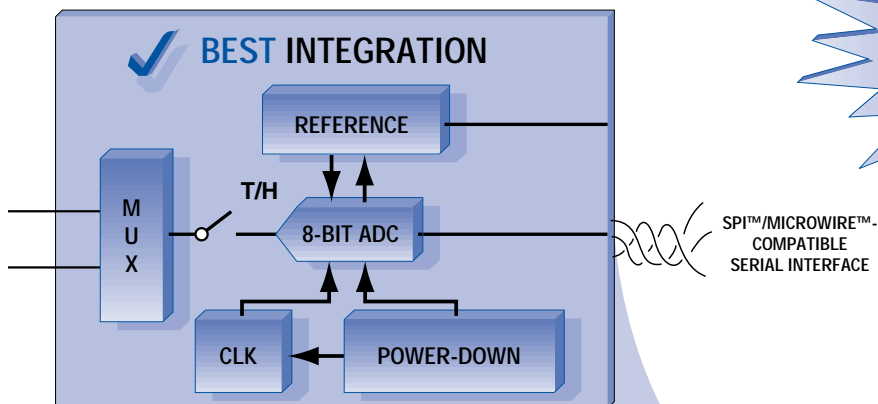 BEST INTEGRATION
REFERENCE
T/H
M
U
X
8-BIT ADC
SPI™/MICROWIRE™-
COMPATIBLE
SERIAL INTERFACE
CLK
POWER-DOWN